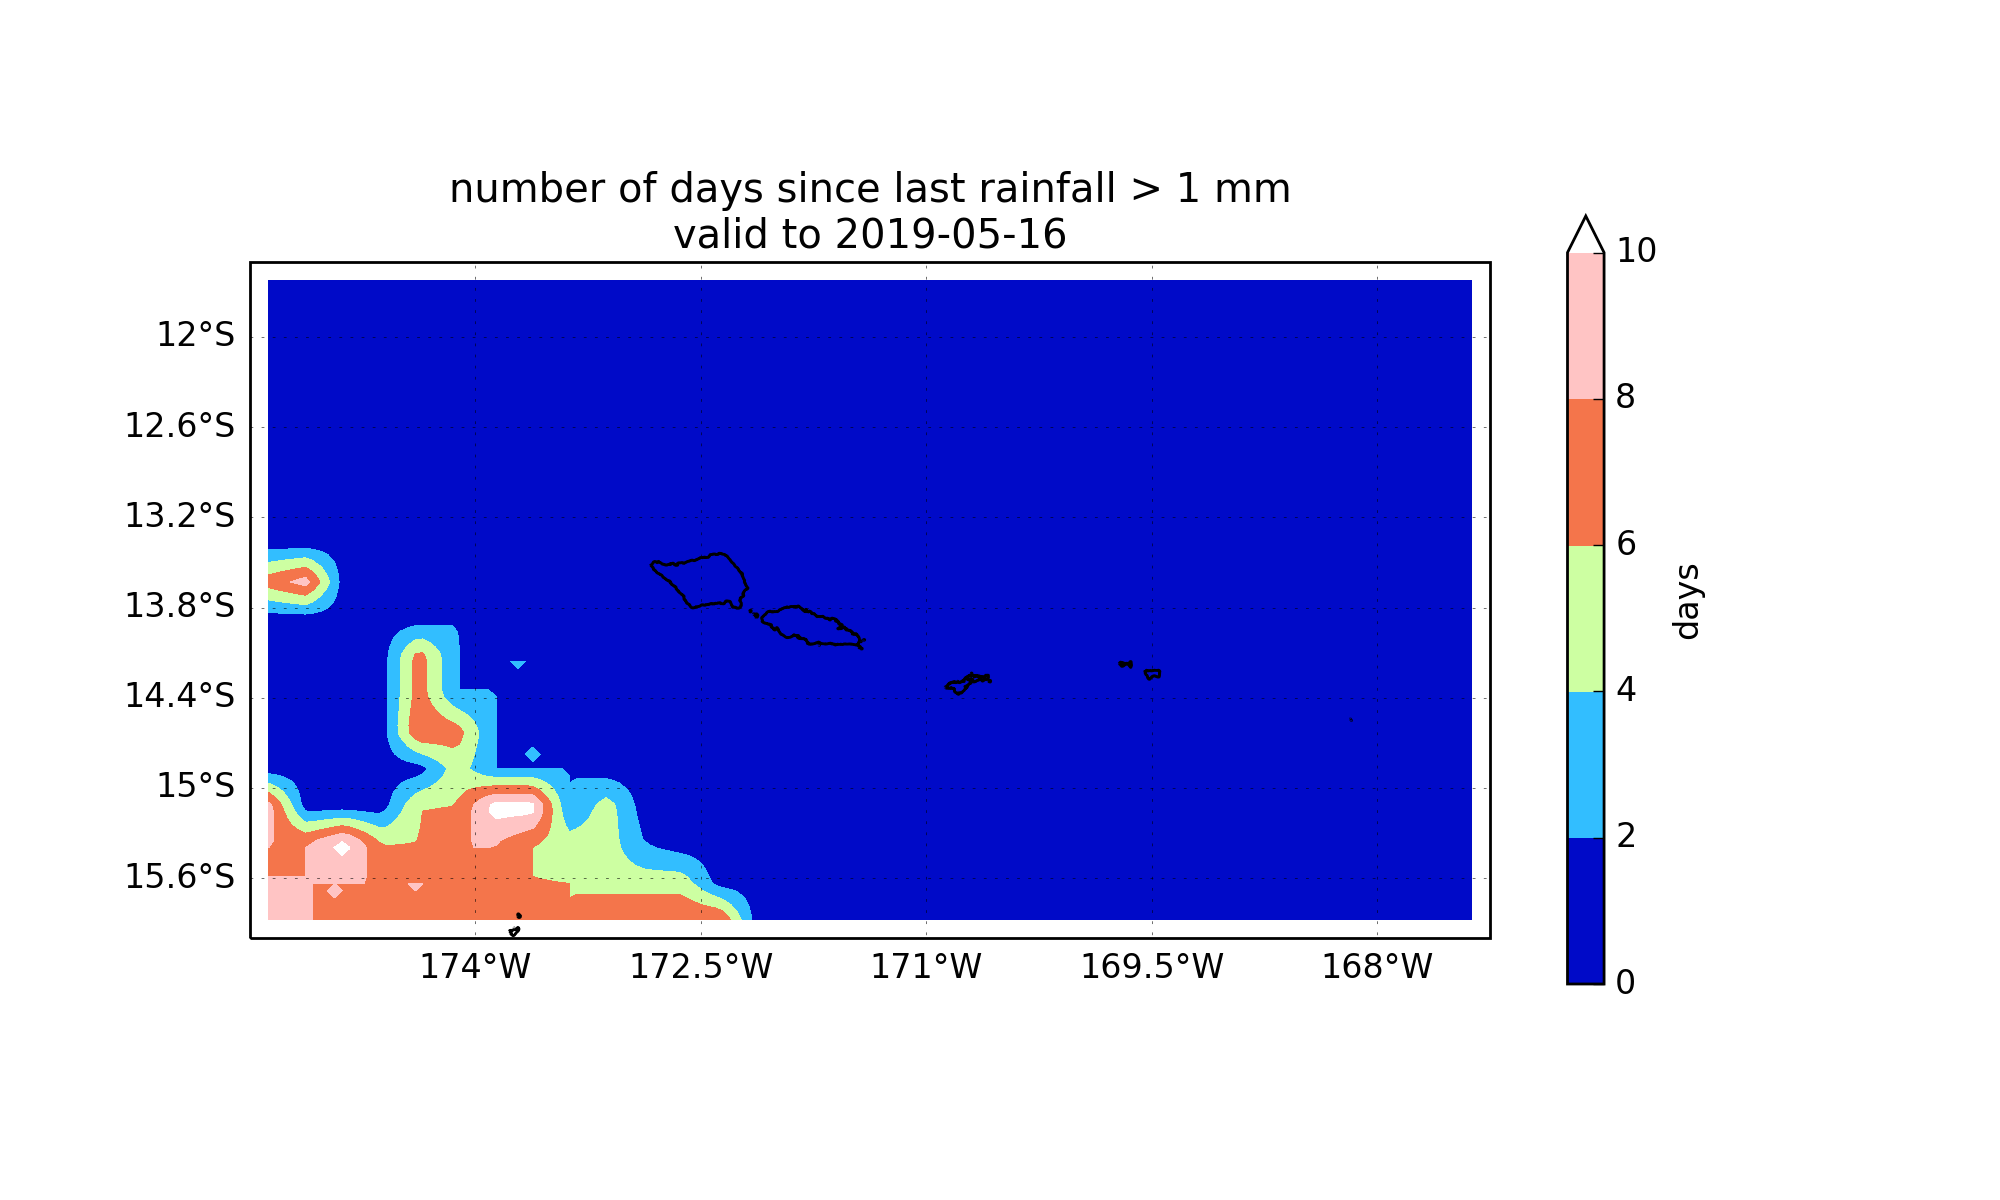 number of days since last rainfall > 1 mm
valid to 2019-05-16
12°S
12.6°S
13.2°S
13.8°S
14.4°S
15°S
15.6°S
174°W
172.5°W
171°W
169.5°W
168°W
10
8
6
4
2
0
days